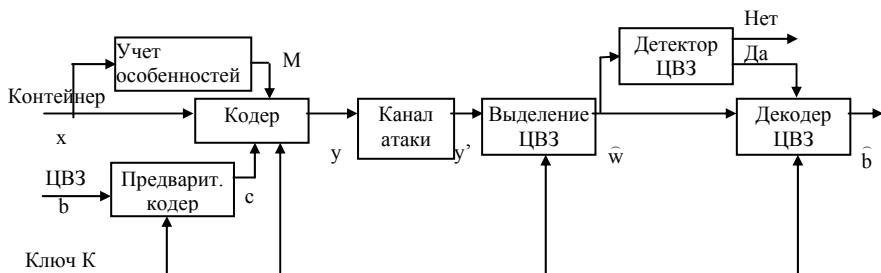 Нет
Учет
особенностей
М
Детектор
ЦВЗ
Да
Контейнер
x
Кодер
y
Канал
атаки
y’
Выделение
ЦВЗ
ŵ
Декодер
ЦВЗ
b̂
ЦВЗ
b
Предварит.
кодер
c
Ключ К